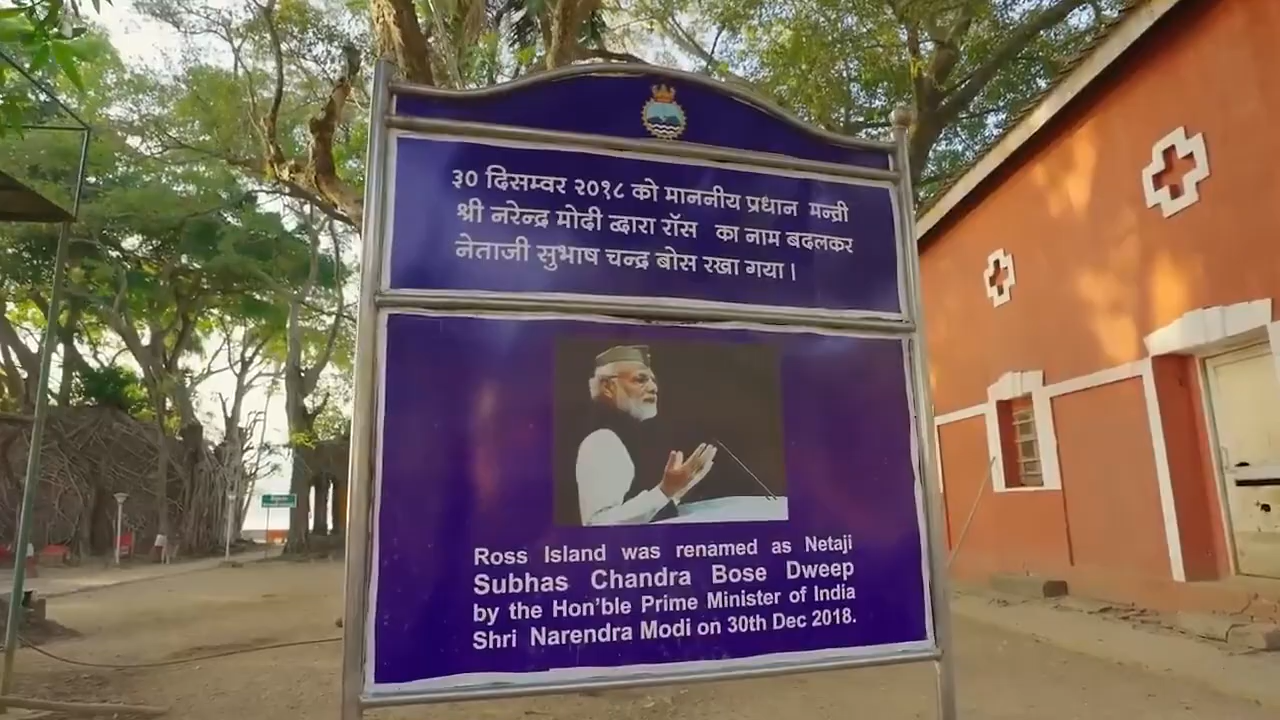 ३० दिसम्वर २०१८ को माननीय प्रधान मन्त्री
श्री नरेन्द्र मोदी द्वारा रॉस का नाम बदलकर
नेताजी सुभाष चन्द्र बोस रखा गया।
Ross Island was renamed as Netaji
Subhas Chandra Bose Dweep
by the Hon'ble Prime Minister of India
Shri Narendra Modi on 30th Dec 2018.